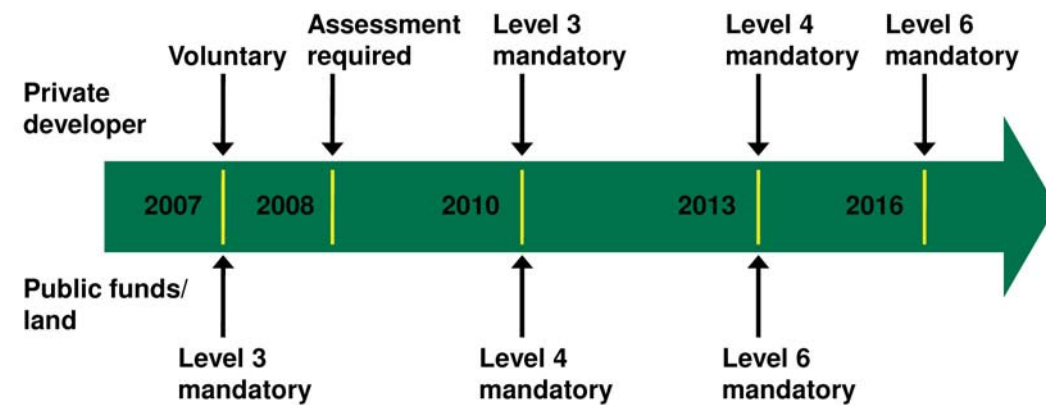 Voluntary
Assessment
required
Level 3
mandatory
Level 4
mandatory
Level 6
mandatory
Private
developer
2007
2008
2010
2013
2016
Public funds/
land
Level 3
mandatory
Level 4
mandatory
Level 6
mandatory